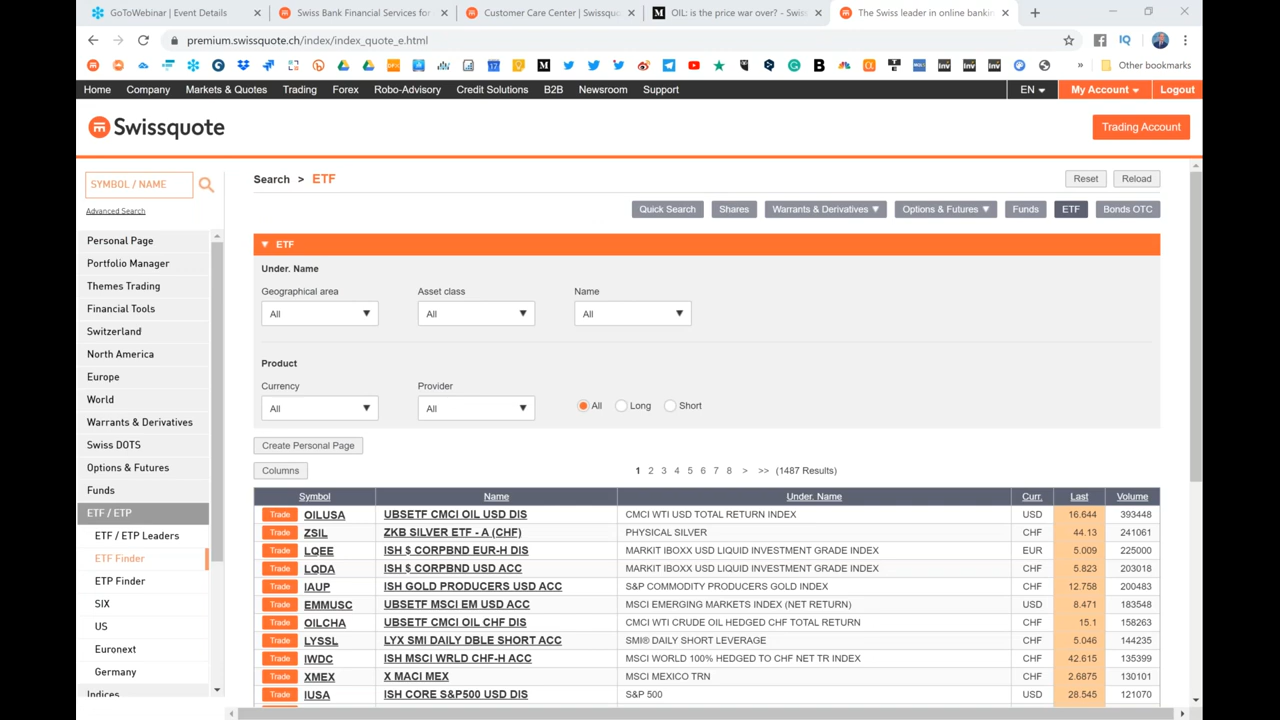 GoToWebinar | Event Details
Swiss Bank Financial Services for
Customer Care Center | Swissqu
OIL: is the price war over? – Swis
The Swiss leader in online bankin
premium.swissquote.ch/index/index_quote_e.html
Other bookmarks
Home Company Markets & Quotes Trading Forex Robo-Advisory Credit Solutions B2B Newsroom Support EN My Account Logout
Swissquote
Trading Account
SYMBOL / NAME
Advanced Search
Personal Page
Portfolio Manager
Themes Trading
Financial Tools
Switzerland
North America
Europe
World
Warrants & Derivatives
Swiss DOTS
Options & Futures
Funds
ETF / ETP
ETF / ETP Leaders
ETF Finder
ETP Finder
SIX
US
Euronext
Germany
Indices
Search > ETF
Reset Reload
Quick Search Shares Warrants & Derivatives ▼ Options & Futures ▼ Funds ETF Bonds OTC
▼ ETF
Under. Name
Geographical area Asset class Name
All All All
Product
Currency Provider
All All All Long Short
Create Personal Page
Columns 1 2 3 4 5 6 7 8 > >> (1487 Results)
Symbol Name Under. Name Curr. Last Volume
Trade OILUSA UBSETF CMCI OIL USD DIS CMCI WTI USD TOTAL RETURN INDEX USD 16.644 393448
Trade ZSIL ZKB SILVER ETF - A (CHF) PHYSICAL SILVER CHF 44.13 241061
Trade LQEE ISH $ CORPBND EUR-H DIS MARKIT IBOXX USD LIQUID INVESTMENT GRADE INDEX EUR 5.009 225000
Trade LQDA ISH $ CORPBND USD ACC MARKIT IBOXX USD LIQUID INVESTMENT GRADE INDEX CHF 5.823 203018
Trade IAUP ISH GOLD PRODUCERS USD ACC S&P COMMODITY PRODUCERS GOLD INDEX CHF 12.758 200483
Trade EMMUSC UBSETF MSCI EM USD ACC MSCI EMERGING MARKETS INDEX (NET RETURN) USD 8.471 183548
Trade OILCHA UBSETF CMCI OIL CHF DIS CMCI WTI CRUDE OIL HEDGED CHF TOTAL RETURN CHF 15.1 158263
Trade LYSSL LYX SMI DAILY DBLE SHORT ACC SMI® DAILY SHORT LEVERAGE CHF 5.046 144235
Trade IWDC ISH MSCI WRLD CHF-H ACC MSCI WORLD 100% HEDGED TO CHF NET TR INDEX CHF 42.615 135399
Trade XMEX X MACI MEX MSCI MEXICO TRN CHF 2.6875 130101
Trade IUSA ISH CORE S&P500 USD DIS S&P 500 USD 28.545 121070